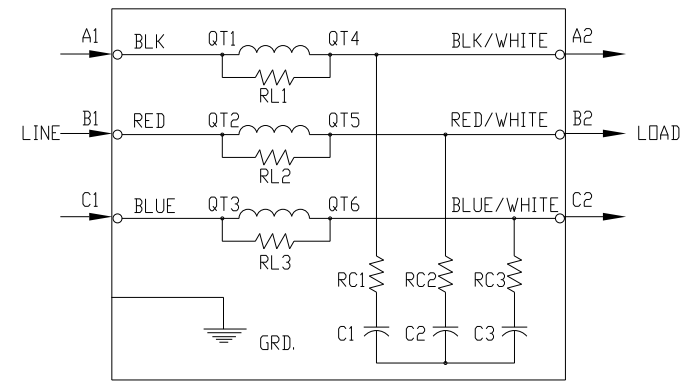 A1 BLK QT1 QT4 BLK/WHITE A2
RL1
LINE B1 RED QT2 QT5 RED/WHITE B2 LOAD
RL2
C1 BLUE QT3 QT6 BLUE/WHITE C2
RL3
RC1 RC2 RC3
C1 C2 C3
GRD.